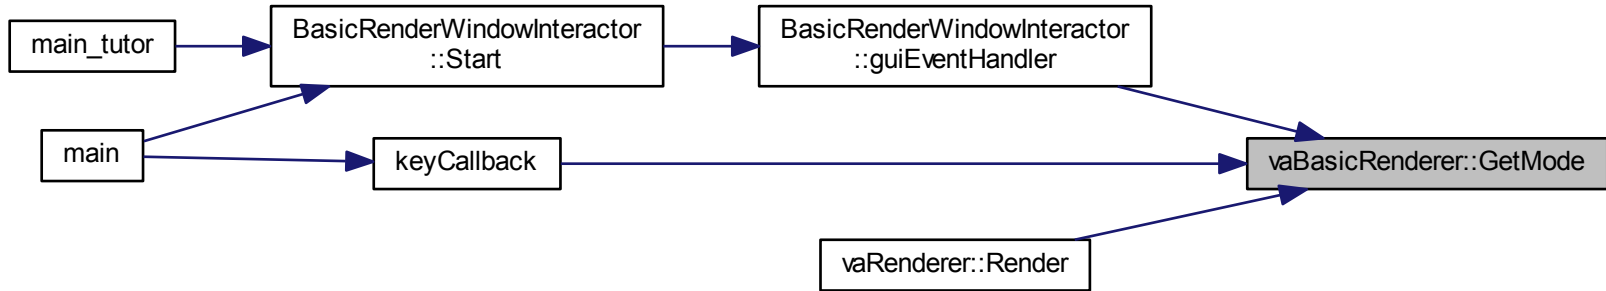 main_tutor
BasicRenderWindowInteractor
::Start
BasicRenderWindowInteractor
::guiEventHandler
main
keyCallback
vaBasicRenderer::GetMode
vaRenderer::Render